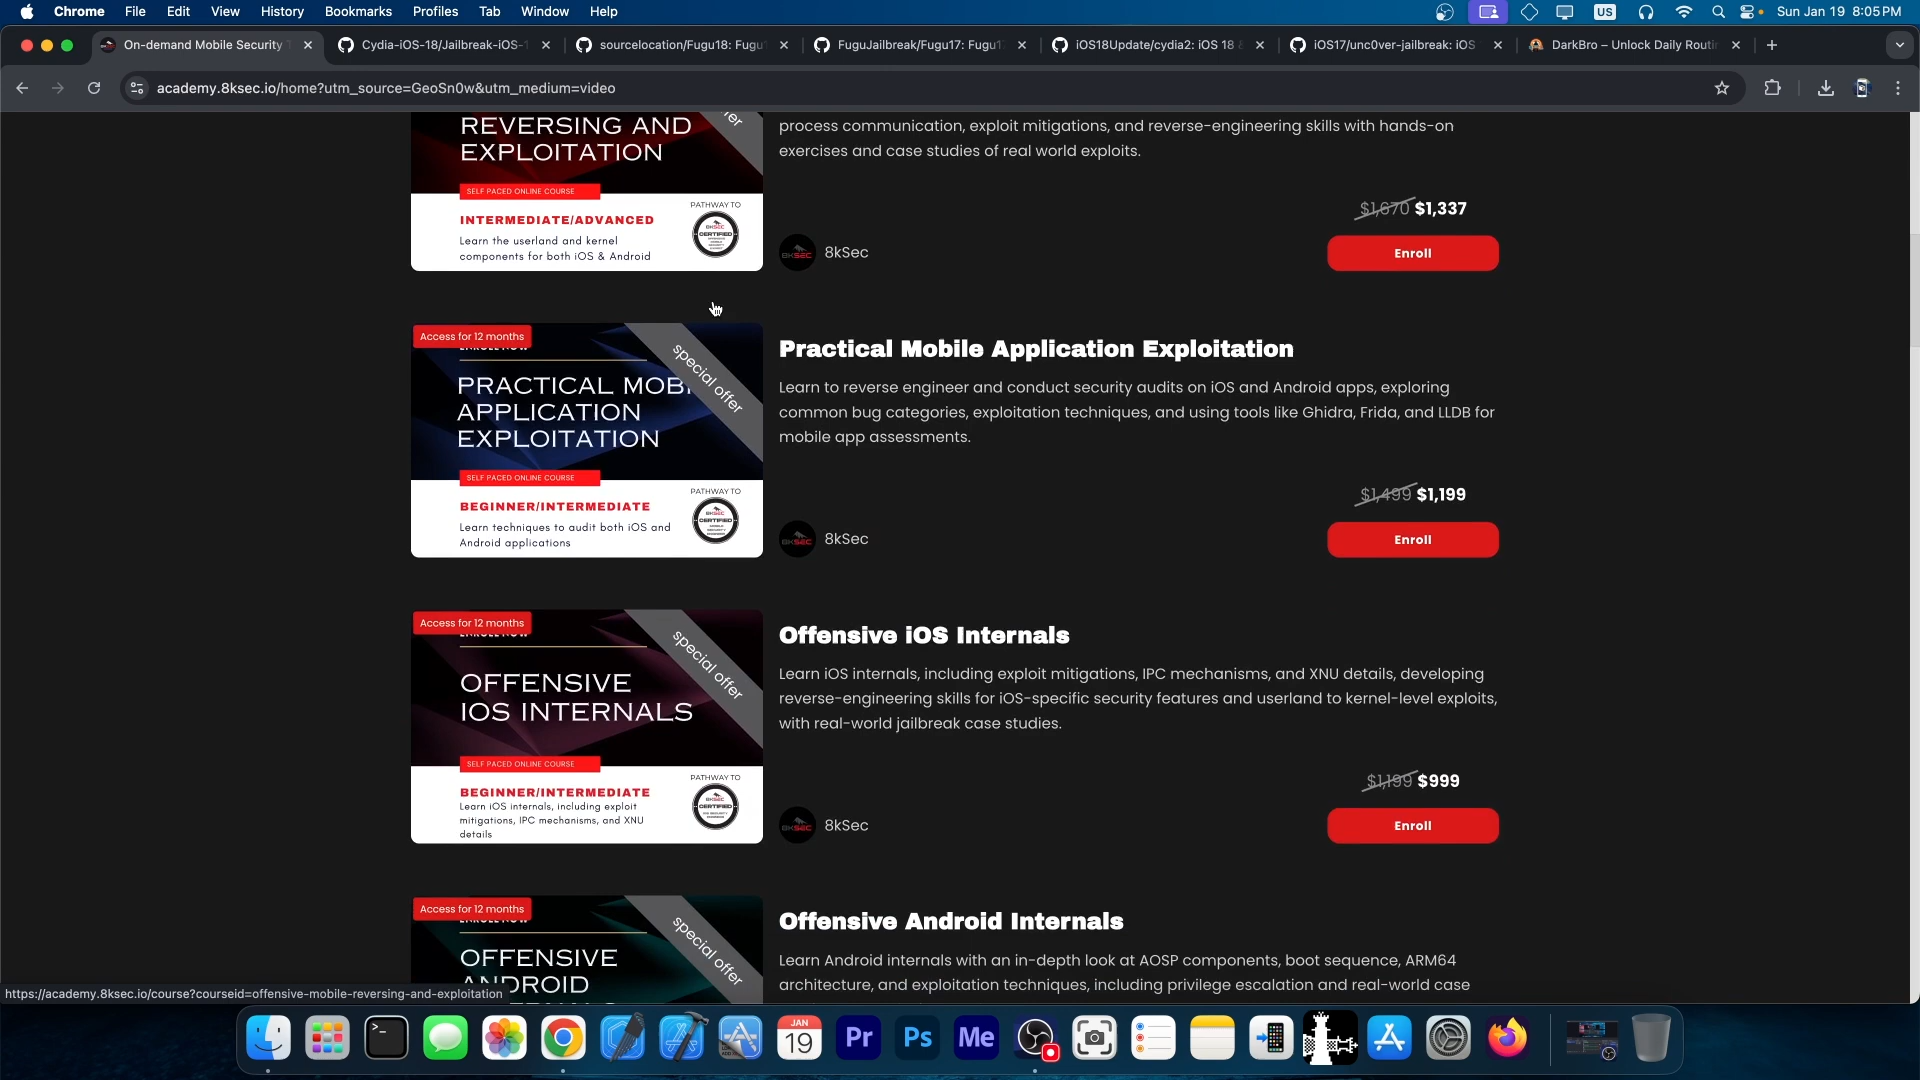 Chrome File Edit View History Bookmarks Profiles Tab Window Help
US
Sun Jan 19 8:05 PM
On-demand Mobile Security
Cydia-iOS-18/Jailbreak-iOS-
sourcelocation/Fugu18: Fugu
FuguJailbreak/Fugu17: Fugu1
iOS18Update/cydia2: iOS 18
iOS17/unc0ver-jailbreak: iOS
DarkBro – Unlock Daily Routi
academy.8ksec.io/home?utm_source=GeoSn0w&utm_medium=video
REVERSING AND
EXPLOITATION
SELF PACED ONLINE COURSE
INTERMEDIATE/ADVANCED
Learn the userland and kernel
components for both iOS & Android
PATHWAY TO
8KSEC
CERTIFIED
process communication, exploit mitigations, and reverse-engineering skills with hands-on
exercises and case studies of real world exploits.
$1,670 $1,337
8kSec
Enroll
Access for 12 months
special offer
PRACTICAL MOBI
APPLICATION
EXPLOITATION
SELF PACED ONLINE COURSE
BEGINNER/INTERMEDIATE
Learn techniques to audit both iOS and
Android applications
PATHWAY TO
8KSEC
CERTIFIED
Practical Mobile Application Exploitation
Learn to reverse engineer and conduct security audits on iOS and Android apps, exploring
common bug categories, exploitation techniques, and using tools like Ghidra, Frida, and LLDB for
mobile app assessments.
$1,499 $1,199
8kSec
Enroll
Access for 12 months
special offer
OFFENSIVE
IOS INTERNALS
SELF PACED ONLINE COURSE
BEGINNER/INTERMEDIATE
Learn iOS internals, including exploit
mitigations, IPC mechanisms, and XNU
details
PATHWAY TO
8KSEC
CERTIFIED
Offensive iOS Internals
Learn iOS internals, including exploit mitigations, IPC mechanisms, and XNU details, developing
reverse-engineering skills for iOS-specific security features and userland to kernel-level exploits,
with real-world jailbreak case studies.
$1,199 $999
8kSec
Enroll
Access for 12 months
special offer
OFFENSIVE
ANDROID
Offensive Android Internals
Learn Android internals with an in-depth look at AOSP components, boot sequence, ARM64
architecture, and exploitation techniques, including privilege escalation and real-world case
https://academy.8ksec.io/course?courseid=offensive-mobile-reversing-and-exploitation
JAN
19
Pr
Ps
Me